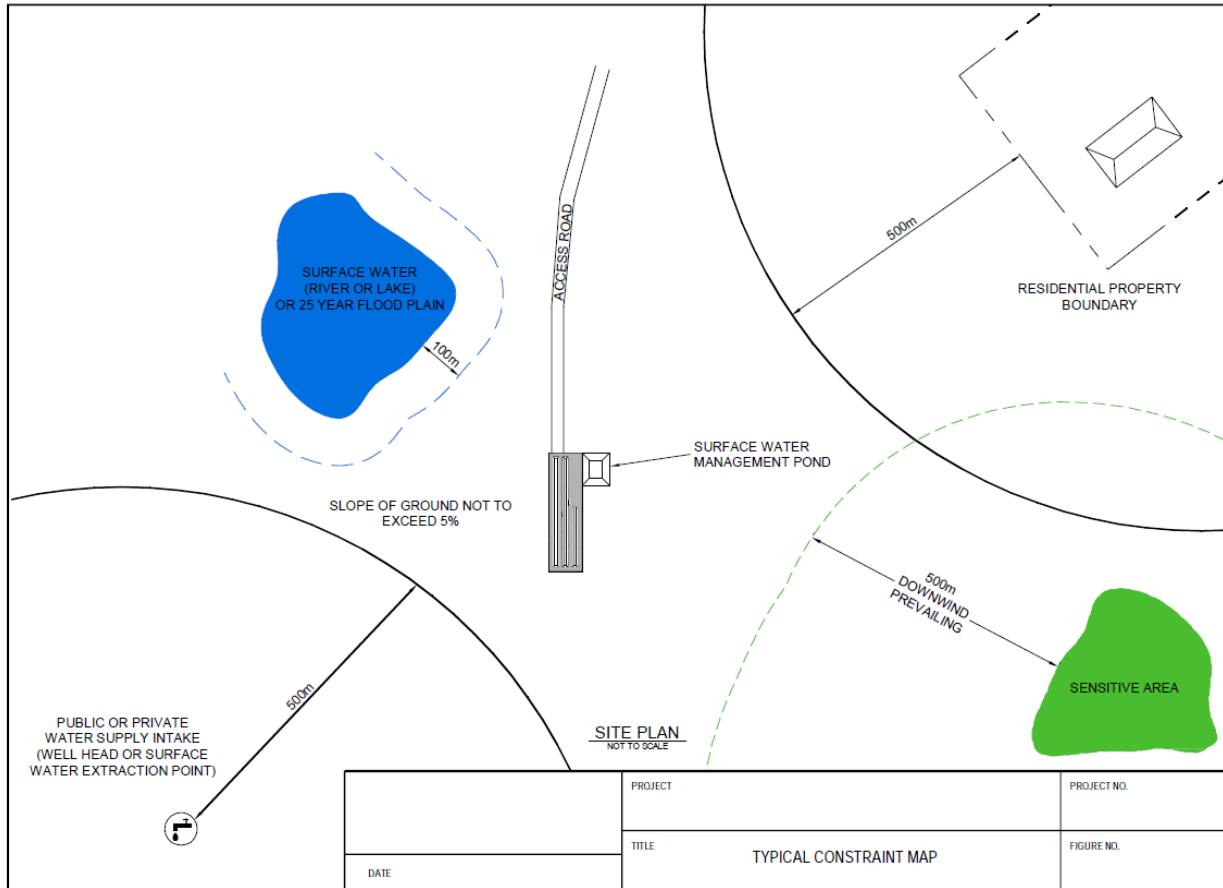 SURFACE WATER
(RIVER OR LAKE)
OR 25 YEAR FLOOD PLAIN
100m
ACCESS ROAD
500m
RESIDENTIAL PROPERTY
BOUNDARY
SURFACE WATER
MANAGEMENT POND
SLOPE OF GROUND NOT TO
EXCEED 5%
500m
DOWNWIND
PREVAILING
SENSITIVE AREA
500m
PUBLIC OR PRIVATE
WATER SUPPLY INTAKE
(WELL HEAD OR SURFACE
WATER EXTRACTION POINT)
SITE PLAN
NOT TO SCALE
PROJECT
PROJECT NO.
TITLE
TYPICAL CONSTRAINT MAP
FIGURE NO.
DATE